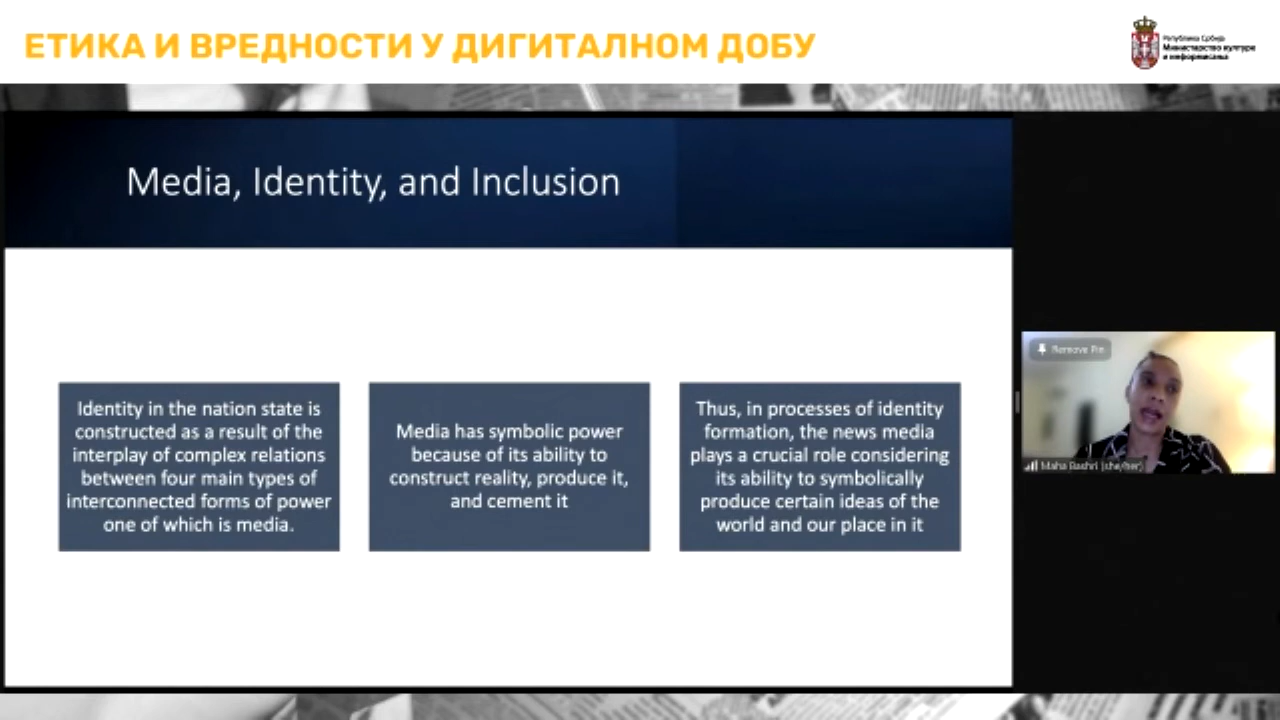 ЕТИКА И ВРЕДНОСТИ У ДИГИТАЛНОМ ДОБУ
Република Србија
Министарство културе
и информисања
Media, Identity, and Inclusion
Identity in the nation state is
constructed as a result of the
interplay of complex relations
between four main types of
interconnected forms of power
one of which is media.
Media has symbolic power
because of its ability to
construct reality, produce it,
and cement it
Thus, in processes of identity
formation, the news media
plays a crucial role considering
its ability to symbolically
produce certain ideas of the
world and our place in it
Remove Pin
Maha Bashri (she/her)